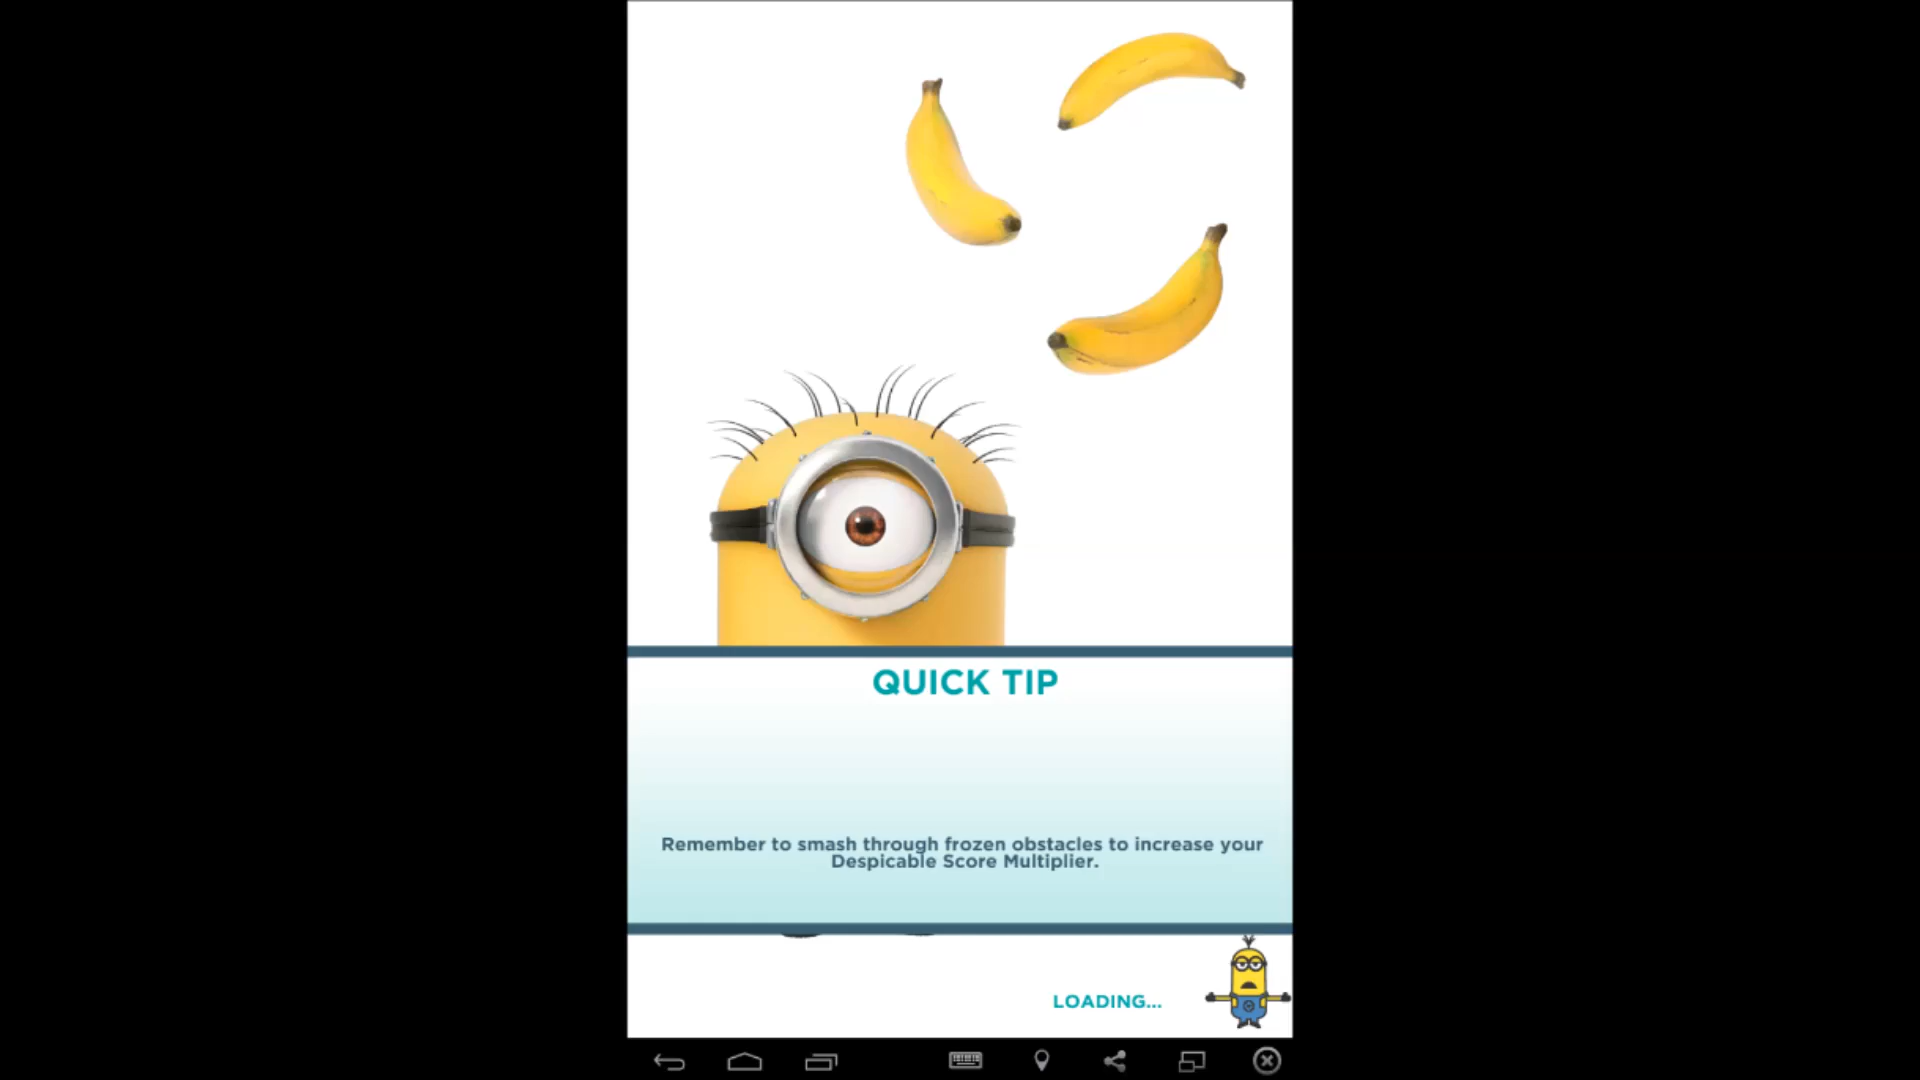 QUICK TIP
Remember to smash through frozen obstacles to increase your
Despicable Score Multiplier.
LOADING...